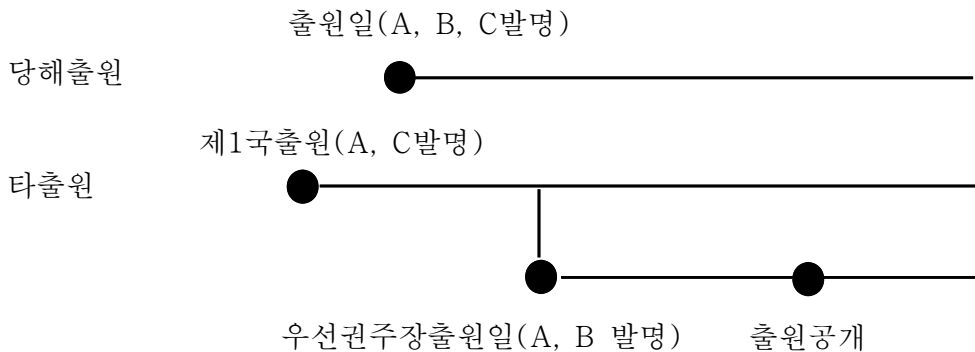 출원일(A, B, C발명)
당해출원
제1국출원(A, C발명)
타출원
우선권주장출원일(A, B 발명)
출원공개